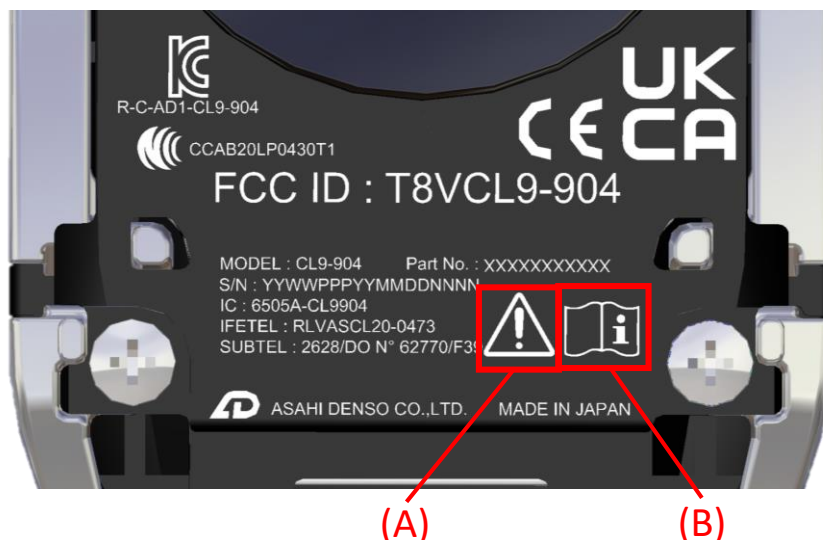 R-C-AD1-CL9-904
CCAB20LP0430T1
UK
CE CA
FCC ID : T8VCL9-904
MODEL : CL9-904 Part No. : XXXXXXXXXXX
S/N : YYWWPPPYYMMDDNNNN
IC : 6505A-CL9904
IFETEL : RLVASCL20-0473
SUBTEL : 2628/DO N° 62770/F39
i
ASAHI DENSO CO.,LTD. MADE IN JAPAN
(A) (B)